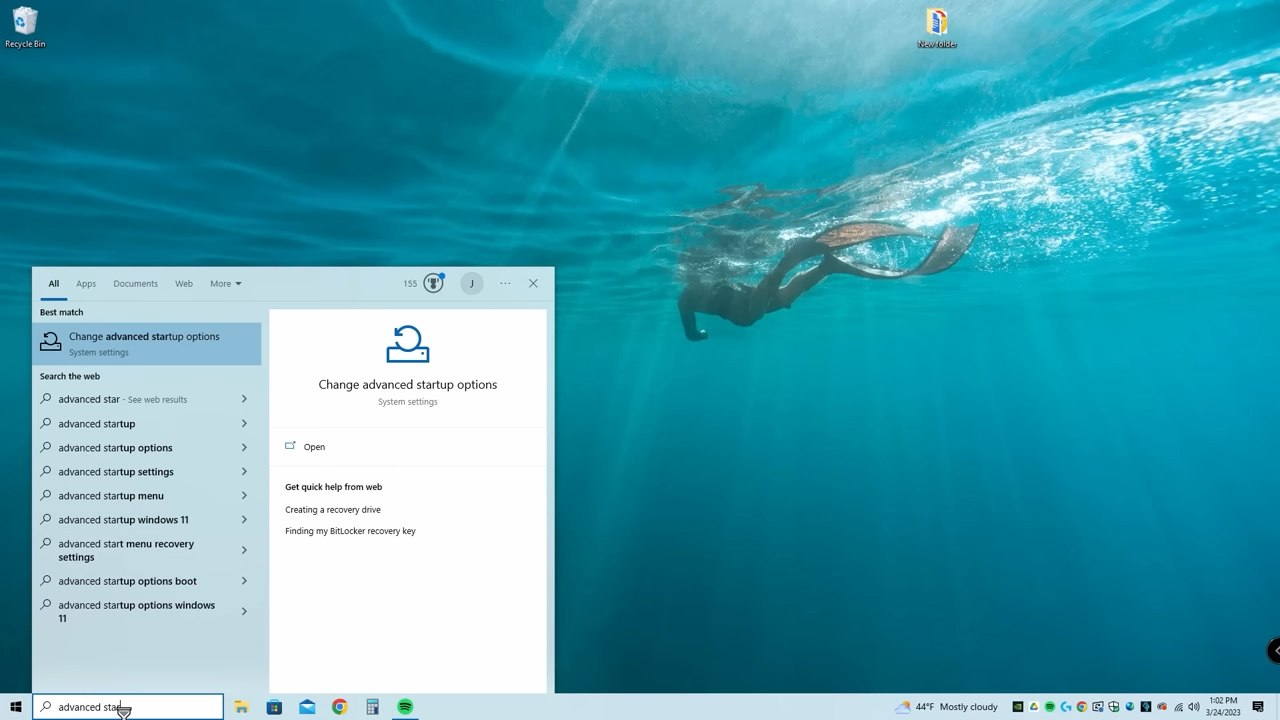 Recycle Bin
New folder
All
Apps
Documents
Web
More
155
J
Best match
Change advanced startup options
System settings
Search the web
advanced star - See web results
advanced startup
advanced startup options
advanced startup settings
advanced startup menu
advanced startup windows 11
advanced start menu recovery
settings
advanced startup options boot
advanced startup options windows
11
Change advanced startup options
System settings
Open
Get quick help from web
Creating a recovery drive
Finding my BitLocker recovery key
advanced star
44°F Mostly cloudy
1:02 PM
3/24/2023